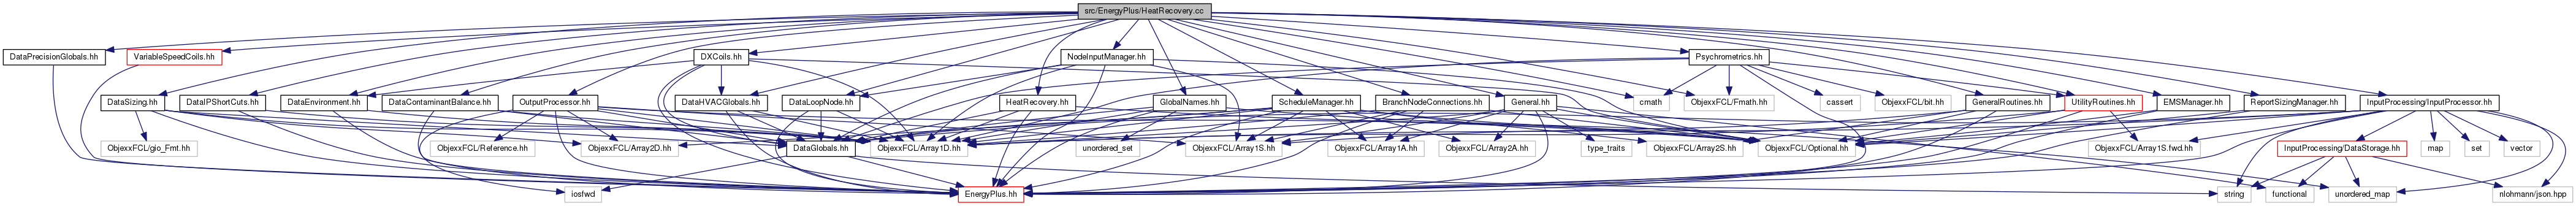 src/EnergyPlus/HeatRecovery.cc
DataPrecisionGlobals.hh
VariableSpeedCoils.hh
DXCoils.hh
NodeInputManager.hh
Psychrometrics.hh
DataSizing.hh
DataIPShortCuts.hh
DataEnvironment.hh
DataContaminantBalance.hh
OutputProcessor.hh
DataHVACGlobals.hh
DataLoopNode.hh
HeatRecovery.hh
GlobalNames.hh
ScheduleManager.hh
BranchNodeConnections.hh
General.hh
cmath
ObjexxFCL/Fmath.hh
cassert
ObjexxFCL/bit.hh
GeneralRoutines.hh
UtilityRoutines.hh
EMSManager.hh
ReportSizingManager.hh
InputProcessing/InputProcessor.hh
ObjexxFCL/gio_Fmt.hh
ObjexxFCL/Reference.hh
ObjexxFCL/Array2D.hh
DataGlobals.hh
ObjexxFCL/Array1D.hh
unordered_set
ObjexxFCL/Array1S.hh
ObjexxFCL/Array1A.hh
ObjexxFCL/Array2A.hh
type_traits
ObjexxFCL/Array2S.hh
ObjexxFCL/Optional.hh
ObjexxFCL/Array1S.fwd.hh
InputProcessing/DataStorage.hh
map
set
vector
iosfwd
EnergyPlus.hh
string
functional
unordered_map
nlohmann/json.hpp